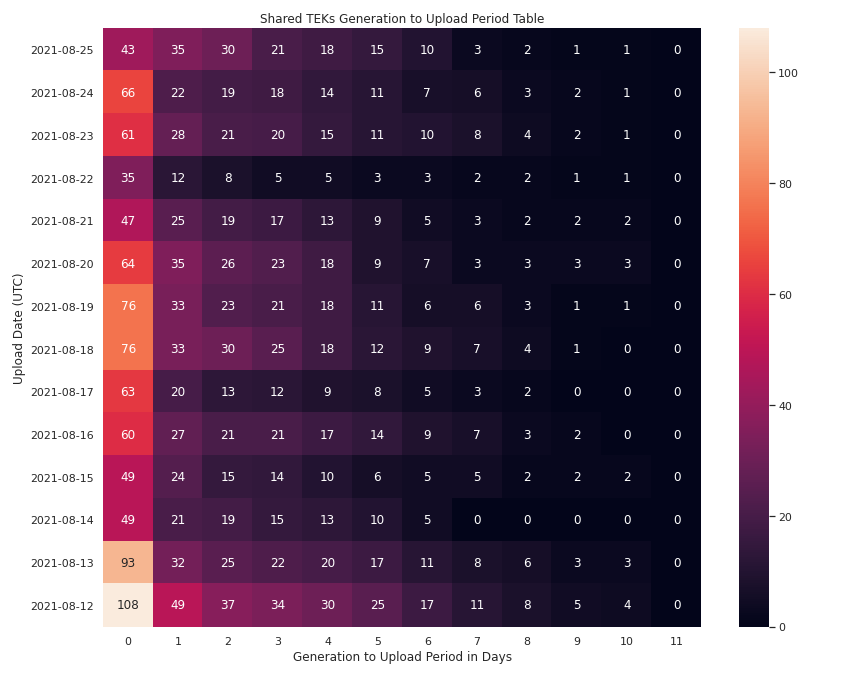 Shared TEKs Generation to Upload Period Table
Upload Date (UTC)
2021-08-25 43 35 30 21 18 15 10 3 2 1 1 0
2021-08-24 66 22 19 18 14 11 7 6 3 2 1 0
2021-08-23 61 28 21 20 15 11 10 8 4 2 1 0
2021-08-22 35 12 8 5 5 3 3 2 2 1 1 0
2021-08-21 47 25 19 17 13 9 5 3 2 2 2 0
2021-08-20 64 35 26 23 18 9 7 3 3 3 3 0
2021-08-19 76 33 23 21 18 11 6 6 3 1 1 0
2021-08-18 76 33 30 25 18 12 9 7 4 1 0 0
2021-08-17 63 20 13 12 9 8 5 3 2 0 0 0
2021-08-16 60 27 21 21 17 14 9 7 3 2 0 0
2021-08-15 49 24 15 14 10 6 5 5 2 2 2 0
2021-08-14 49 21 19 15 13 10 5 0 0 0 0 0
2021-08-13 93 32 25 22 20 17 11 8 6 3 3 0
2021-08-12 108 49 37 34 30 25 17 11 8 5 4 0
0 1 2 3 4 5 6 7 8 9 10 11
Generation to Upload Period in Days
100
80
60
40
20
0